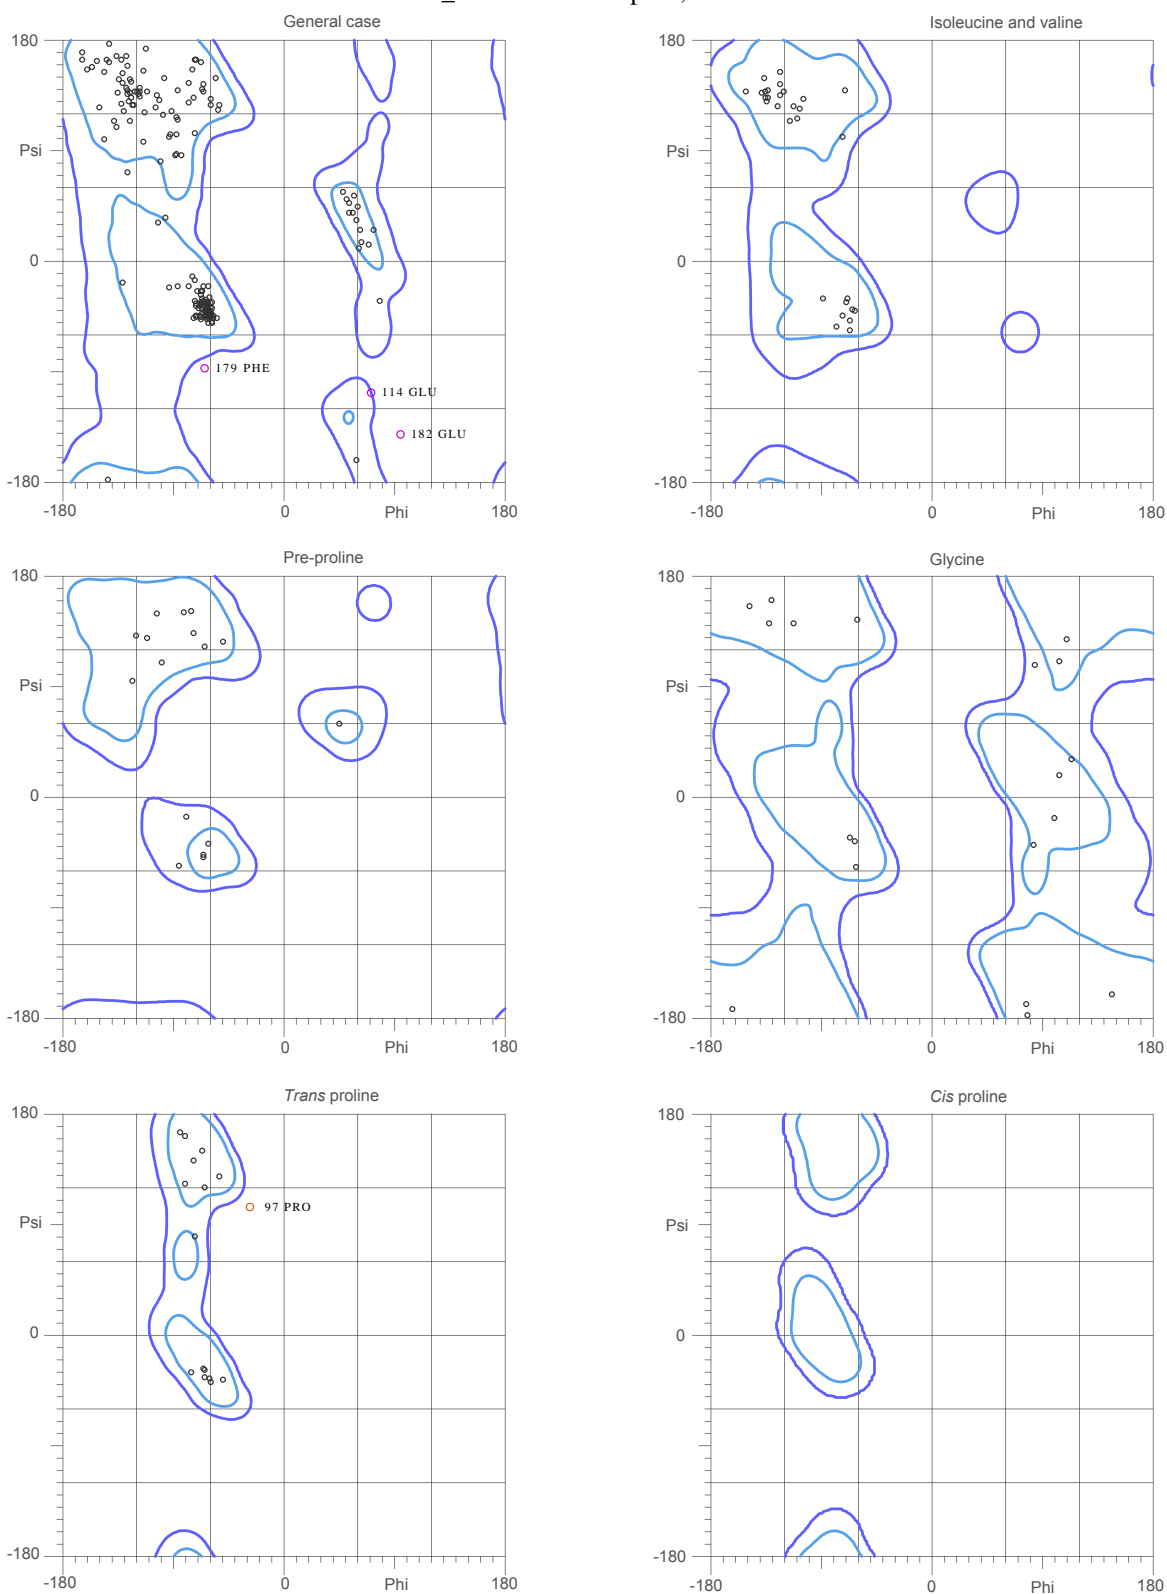 General case
180
Psi
0
-180
-180
0
Phi
180
179 PHE
114 GLU
182 GLU
Isoleucine and valine
180
Psi
0
-180
-180
0
Phi
180
Pre-proline
180
Psi
0
-180
-180
0
Phi
180
Glycine
180
Psi
0
-180
-180
0
Phi
180
Trans proline
180
Psi
0
-180
-180
0
Phi
180
97 PRO
Cis proline
180
Psi
0
-180
-180
0
Phi
180